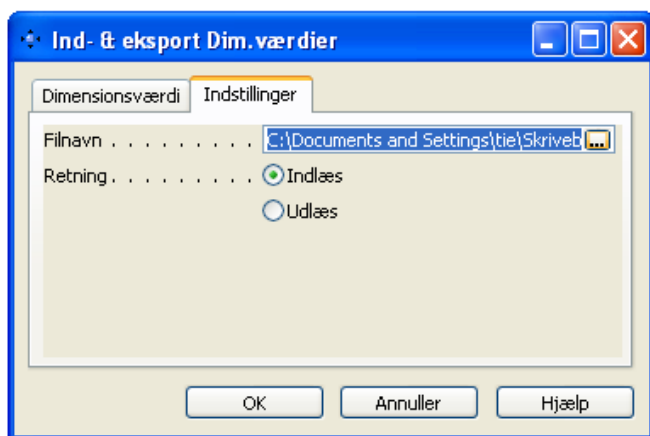 Ind- & eksport Dim.værdier
Dimensionsværdi Indstillinger
Filnavn . . . . . . . . . C:\Documents and Settings\tie\Skriveb ...
Retning . . . . . . . . . Indlæs
Udlæs
OK Annuller Hjælp